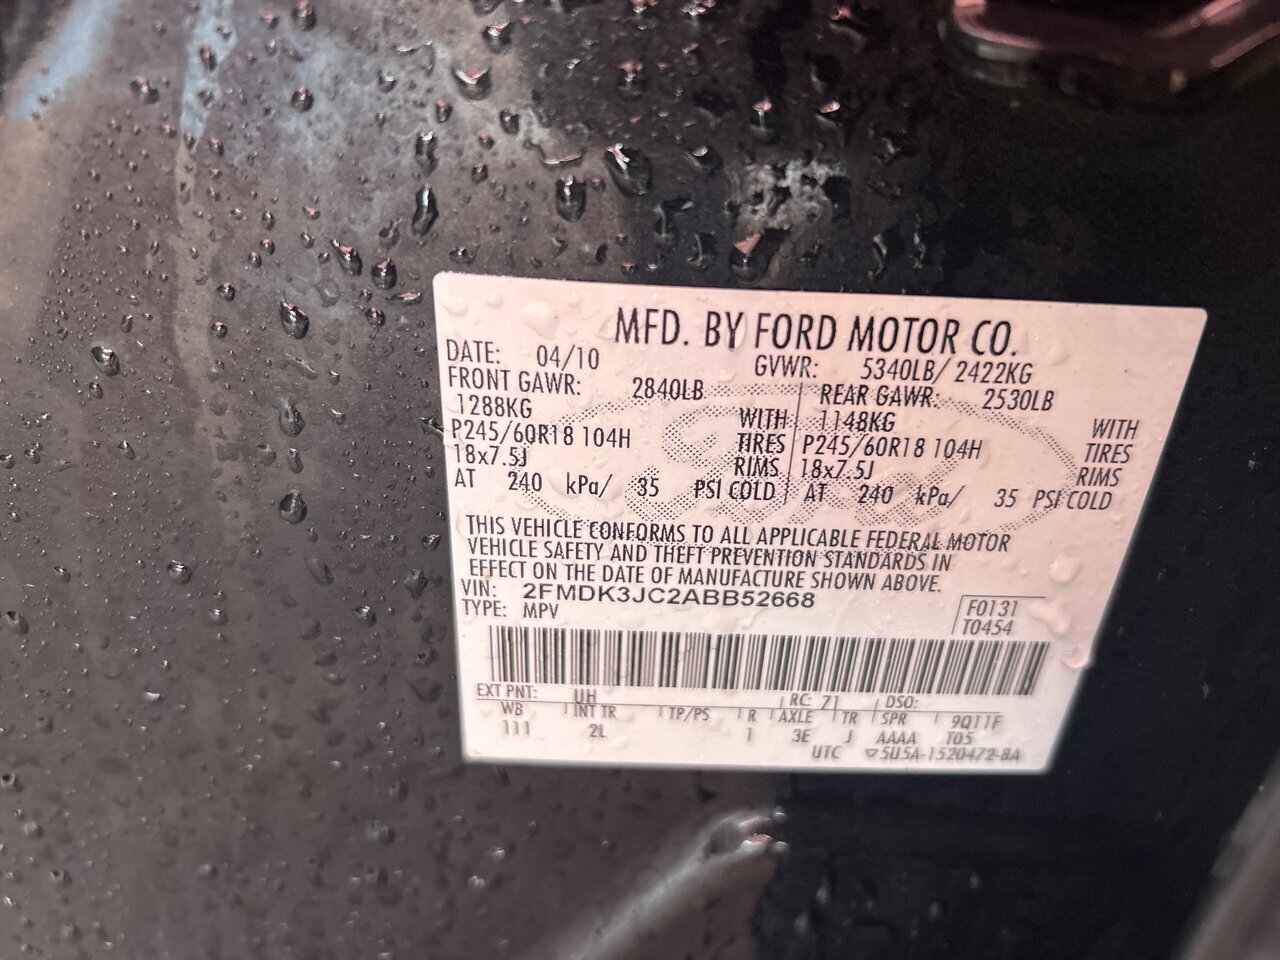 MFD. BY FORD MOTOR CO.
DATE: 04/10 GVWR: 5340LB/ 2422KG
FRONT GAWR: 2840LB REAR GAWR: 2530LB
1288KG WITH 1148KG WITH
P245/60R18 104H TIRES P245/60R18 104H TIRES
18x7.5J RIMS 18x7.5J RIMS
AT 240 kPa/ 35 PSI COLD AT 240 kPa/ 35 PSI COLD
THIS VEHICLE CONFORMS TO ALL APPLICABLE FEDERAL MOTOR
VEHICLE SAFETY AND THEFT PREVENTION STANDARDS IN
EFFECT ON THE DATE OF MANUFACTURE SHOWN ABOVE.
VIN: 2FMDK3JC2ABB52668
TYPE: MPV
F0131
T0454
EXT PNT: UH RC: 71 DSO:
WB INT TR TP/PS R AXLE TR SPR 9Q11F
111 2L 1 3E J AAAA T05
UTC ▽5U5A-1520472-BA